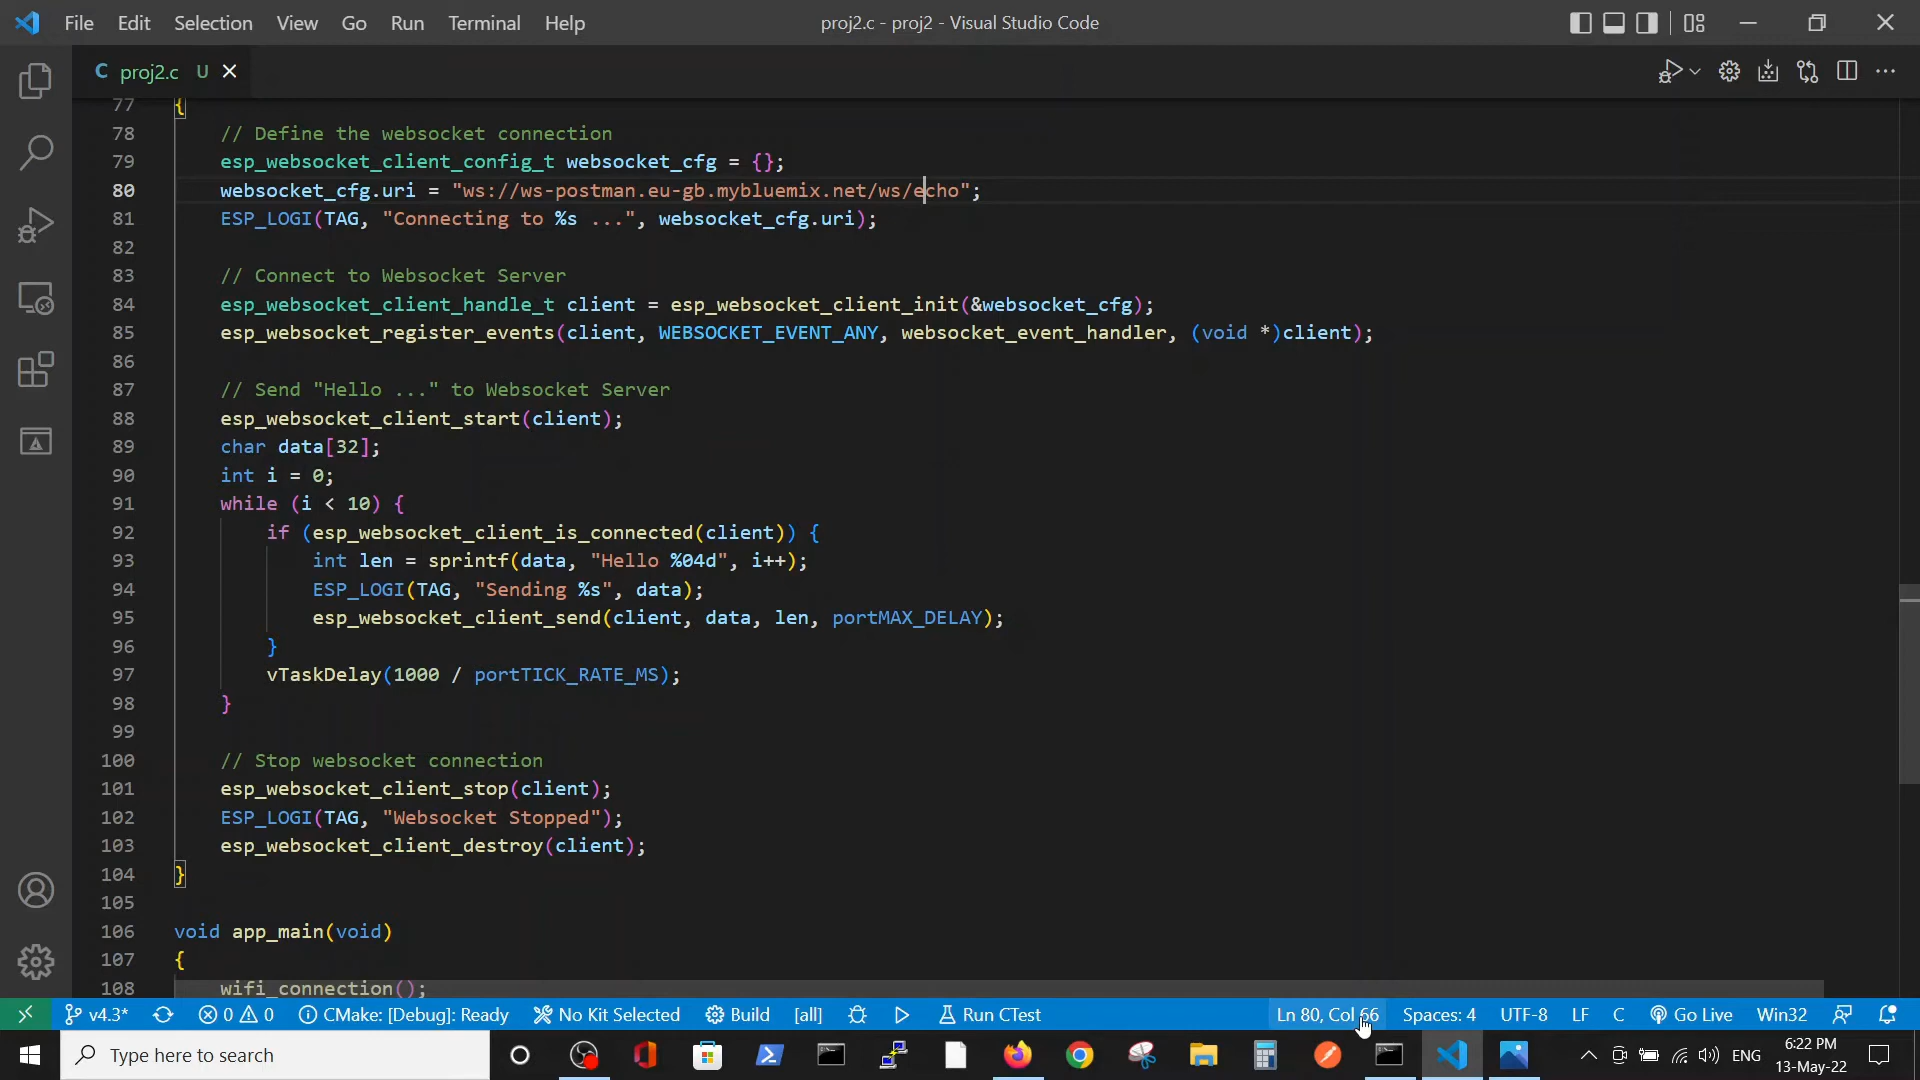 File Edit Selection View Go Run Terminal Help proj2.c - proj2 - Visual Studio Code
C proj2.c U
77 {
78 // Define the websocket connection
79 esp_websocket_client_config_t websocket_cfg = {};
80 websocket_cfg.uri = "ws://ws-postman.eu-gb.mybluemix.net/ws/echo";
81 ESP_LOGI(TAG, "Connecting to %s ...", websocket_cfg.uri);
82
83 // Connect to Websocket Server
84 esp_websocket_client_handle_t client = esp_websocket_client_init(&websocket_cfg);
85 esp_websocket_register_events(client, WEBSOCKET_EVENT_ANY, websocket_event_handler, (void *)client);
86
87 // Send "Hello ..." to Websocket Server
88 esp_websocket_client_start(client);
89 char data[32];
90 int i = 0;
91 while (i < 10) {
92 if (esp_websocket_client_is_connected(client)) {
93 int len = sprintf(data, "Hello %04d", i++);
94 ESP_LOGI(TAG, "Sending %s", data);
95 esp_websocket_client_send(client, data, len, portMAX_DELAY);
96 }
97 vTaskDelay(1000 / portTICK_RATE_MS);
98 }
99
100 // Stop websocket connection
101 esp_websocket_client_stop(client);
102 ESP_LOGI(TAG, "Websocket Stopped");
103 esp_websocket_client_destroy(client);
104 }
105
106 void app_main(void)
107 {
108 wifi_connection();
v4.3* 0 0 CMake: [Debug]: Ready No Kit Selected Build [all] Run CTest Ln 80, Col 66 Spaces: 4 UTF-8 LF C Go Live Win32
Type here to search ENG 6:22 PM
13-May-22